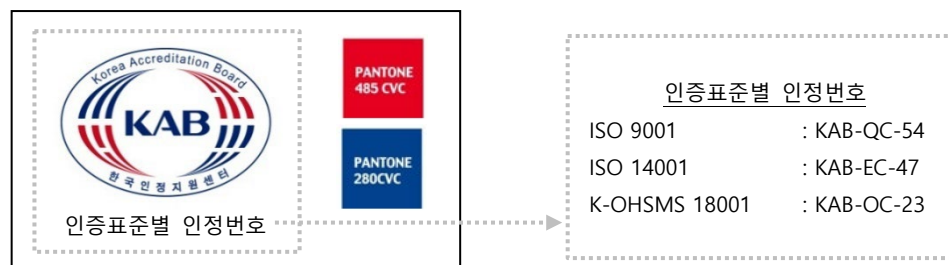 Korea Accreditation Board
KAB
한국인정지원센터
인증표준별 인정번호
PANTONE
485 CVC
PANTONE
280CVC
인증표준별 인정번호
ISO 9001 : KAB-QC-54
ISO 14001 : KAB-EC-47
K-OHSMS 18001 : KAB-OC-23